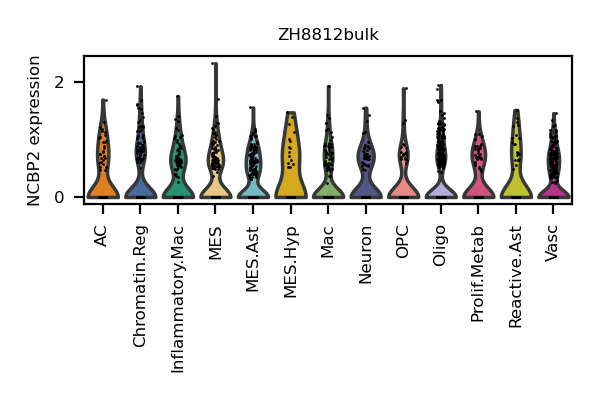 ZH8812bulk
NCBP2 expression
2
0
AC
Chromatin.Reg
Inflammatory.Mac
MES
MES.Ast
MES.Hyp
Mac
Neuron
OPC
Oligo
Prolif.Metab
Reactive.Ast
Vasc